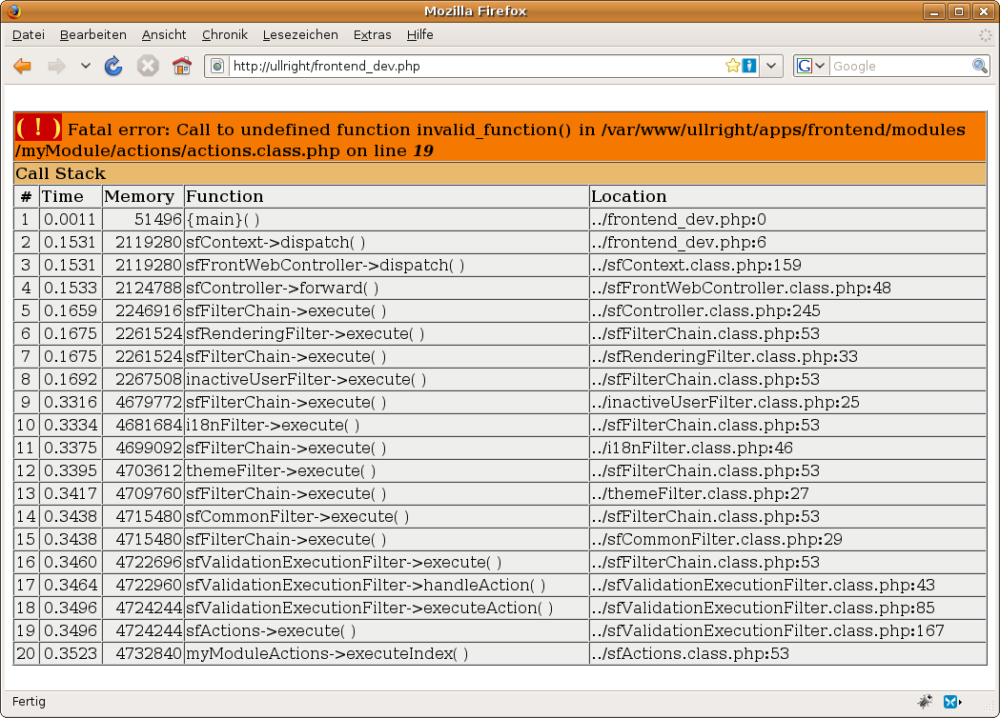 Mozilla Firefox
Datei Bearbeiten Ansicht Chronik Lesezeichen Extras Hilfe
http://ullright/frontend_dev.php G Google
( ! ) Fatal error: Call to undefined function invalid_function() in /var/www/ullright/apps/frontend/modules
/myModule/actions/actions.class.php on line 19
Call Stack
# Time Memory Function Location
1 0.0011 51496 {main}( ) ../frontend_dev.php:0
2 0.1531 2119280 sfContext->dispatch( ) ../frontend_dev.php:6
3 0.1531 2119280 sfFrontWebController->dispatch( ) ../sfContext.class.php:159
4 0.1533 2124788 sfController->forward( ) ../sfFrontWebController.class.php:48
5 0.1659 2246916 sfFilterChain->execute( ) ../sfController.class.php:245
6 0.1675 2261524 sfRenderingFilter->execute( ) ../sfFilterChain.class.php:53
7 0.1675 2261524 sfFilterChain->execute( ) ../sfRenderingFilter.class.php:33
8 0.1692 2267508 inactiveUserFilter->execute( ) ../sfFilterChain.class.php:53
9 0.3316 4679772 sfFilterChain->execute( ) ../inactiveUserFilter.class.php:25
10 0.3334 4681684 i18nFilter->execute( ) ../sfFilterChain.class.php:53
11 0.3375 4699092 sfFilterChain->execute( ) ../i18nFilter.class.php:46
12 0.3395 4703612 themeFilter->execute( ) ../sfFilterChain.class.php:53
13 0.3417 4709760 sfFilterChain->execute( ) ../themeFilter.class.php:27
14 0.3438 4715480 sfCommonFilter->execute( ) ../sfFilterChain.class.php:53
15 0.3438 4715480 sfFilterChain->execute( ) ../sfCommonFilter.class.php:29
16 0.3460 4722696 sfValidationExecutionFilter->execute( ) ../sfFilterChain.class.php:53
17 0.3464 4722960 sfValidationExecutionFilter->handleAction( ) ../sfValidationExecutionFilter.class.php:43
18 0.3496 4724244 sfValidationExecutionFilter->executeAction( ) ../sfValidationExecutionFilter.class.php:85
19 0.3496 4724244 sfActions->execute( ) ../sfValidationExecutionFilter.class.php:167
20 0.3523 4732840 myModuleActions->executeIndex( ) ../sfActions.class.php:53
Fertig